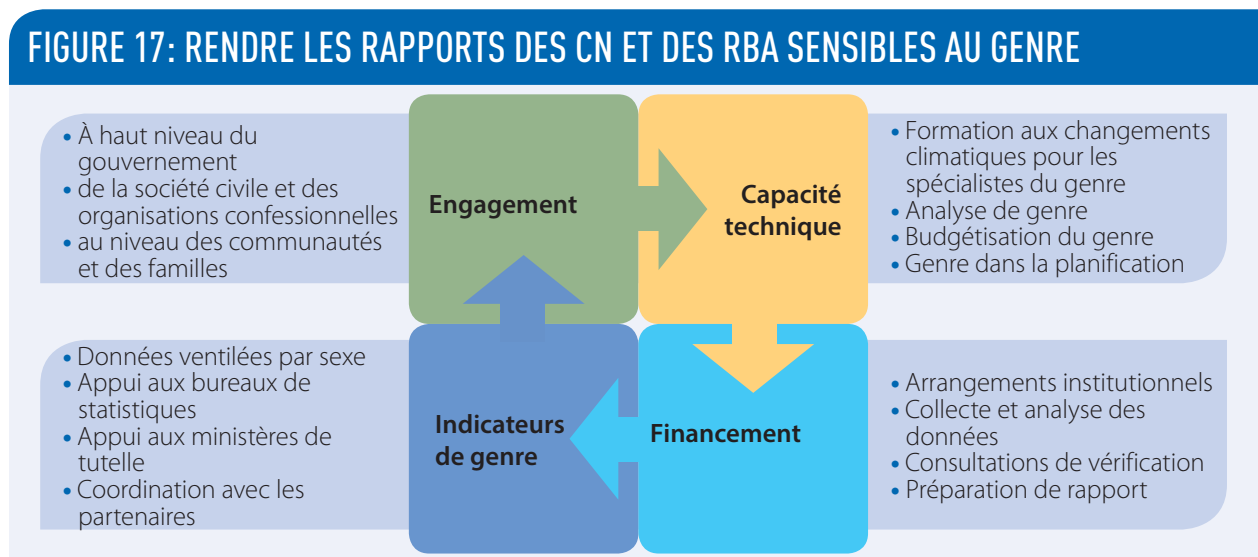 FIGURE 17: RENDRE LES RAPPORTS DES CN ET DES RBA SENSIBLES AU GENRE
• À haut niveau du
gouvernement
• de la société civile et des
organisations confessionnelles
• au niveau des communautés
et des familles
Engagement
Capacité
technique
• Formation aux changements
climatiques pour les
spécialistes du genre
• Analyse de genre
• Budgétisation du genre
• Genre dans la planification
• Données ventilées par sexe
• Appui aux bureaux de
statistiques
• Appui aux ministères de
tutelle
• Coordination avec les
partenaires
Indicateurs
de genre
Financement
• Arrangements institutionnels
• Collecte et analyse des
données
• Consultations de vérification
• Préparation de rapport